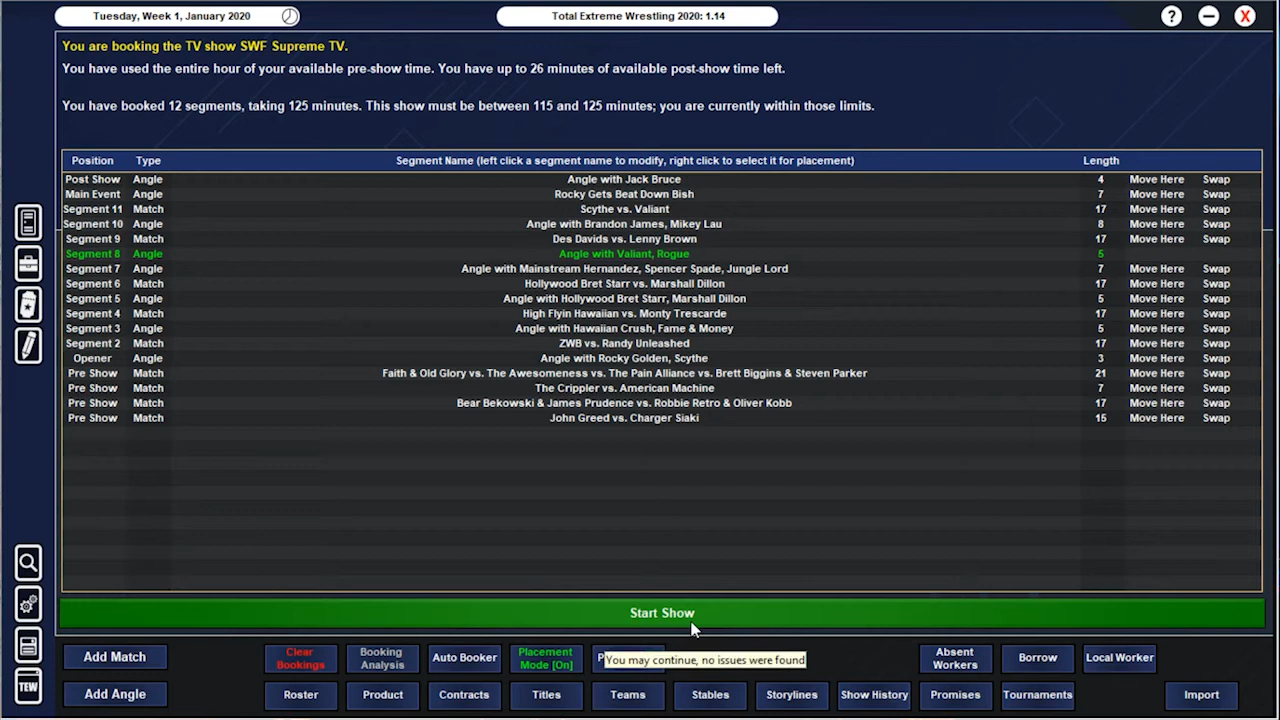 Tuesday, Week 1, January 2020
Total Extreme Wrestling 2020: 1.14
? X
You are booking the TV show SWF Supreme TV.
You have used the entire hour of your available pre-show time. You have up to 26 minutes of available post-show time left.
You have booked 12 segments, taking 125 minutes. This show must be between 115 and 125 minutes; you are currently within those limits.
Position Type Segment Name (left click a segment name to modify, right click to select it for placement) Length
Post Show Angle Angle with Jack Bruce 4 Move Here Swap
Main Event Angle Rocky Gets Beat Down Bish 7 Move Here Swap
Segment 11 Match Scythe vs. Valiant 17 Move Here Swap
Segment 10 Angle Angle with Brandon James, Mikey Lau 8 Move Here Swap
Segment 9 Match Des Davids vs. Lenny Brown 17 Move Here Swap
Segment 8 Angle Angle with Valiant, Rogue 5
Segment 7 Angle Angle with Mainstream Hernandez, Spencer Spade, Jungle Lord 7 Move Here Swap
Segment 6 Match Hollywood Bret Starr vs. Marshall Dillon 17 Move Here Swap
Segment 5 Angle Angle with Hollywood Bret Starr, Marshall Dillon 5 Move Here Swap
Segment 4 Match High Flyin Hawaiian vs. Monty Trescarde 17 Move Here Swap
Segment 3 Angle Angle with Hawaiian Crush, Fame & Money 5 Move Here Swap
Segment 2 Match ZWB vs. Randy Unleashed 17 Move Here Swap
Opener Angle Angle with Rocky Golden, Scythe 3 Move Here Swap
Pre Show Match Faith & Old Glory vs. The Awesomeness vs. The Pain Alliance vs. Brett Biggins & Steven Parker 21 Move Here Swap
Pre Show Match The Crippler vs. American Machine 7 Move Here Swap
Pre Show Match Bear Bekowski & James Prudence vs. Robbie Retro & Oliver Kobb 17 Move Here Swap
Pre Show Match John Greed vs. Charger Siaki 15 Move Here Swap
Start Show
You may continue, no issues were found
Add Match
Clear Bookings
Booking Analysis
Auto Booker
Placement Mode [On]
Absent Workers
Borrow
Local Worker
TEW
Add Angle
Roster
Product
Contracts
Titles
Teams
Stables
Storylines
Show History
Promises
Tournaments
Import